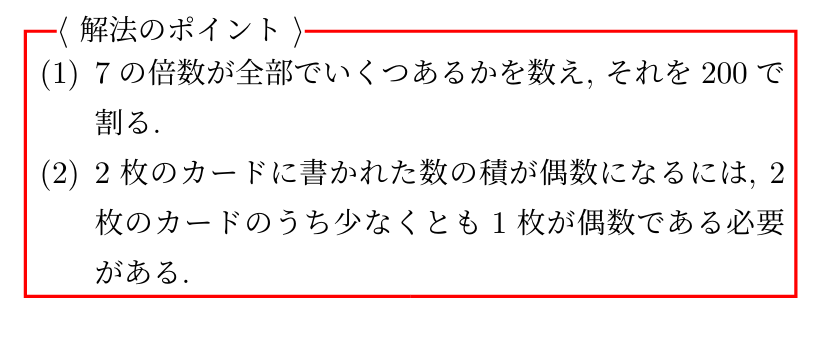 〈 解法のポイント 〉
(1) 7 の倍数が全部でいくつあるかを数え, それを 200 で
割る.
(2) 2 枚のカードに書かれた数の積が偶数になるには, 2
枚のカードのうち少なくとも 1 枚が偶数である必要
がある.